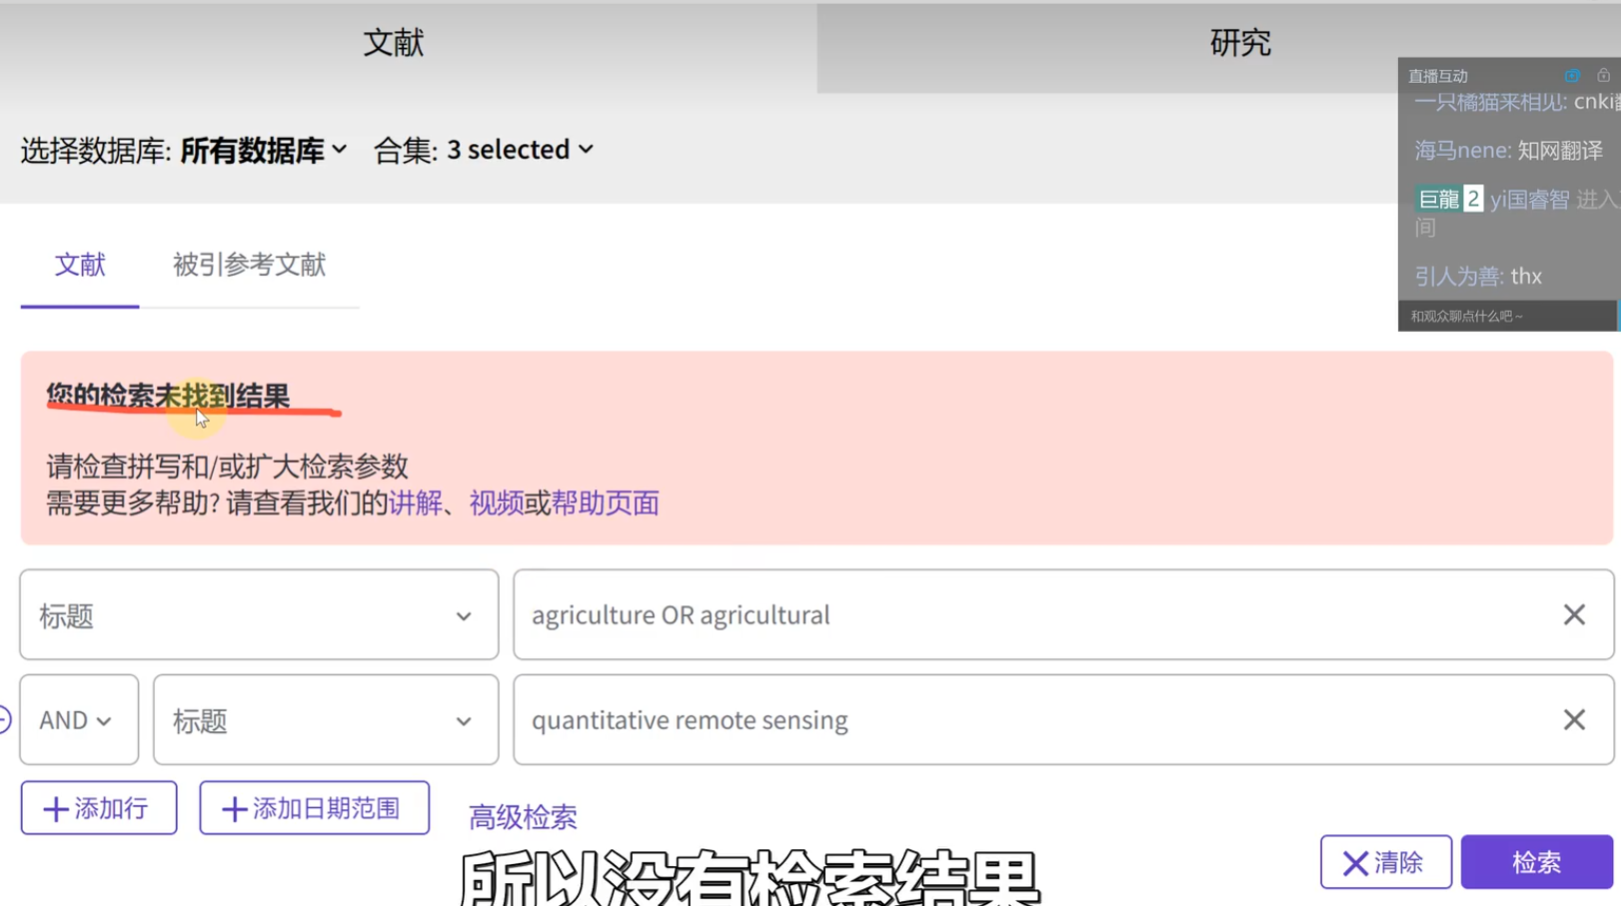 文献
研究
选择数据库: 所有数据库 合集: 3 selected
直播互动
一只橘猫来相见: cnki
海马nene: 知网翻译
巨龍 2 yi国睿智 进入
间
引人为善: thx
和观众聊点什么吧~
文献 被引参考文献
您的检索未找到结果
请检查拼写和/或扩大检索参数
需要更多帮助? 请查看我们的讲解、视频或帮助页面
标题 agriculture OR agricultural
AND 标题 quantitative remote sensing
添加行 添加日期范围 高级检索
清除 检索
所以没有检索结果